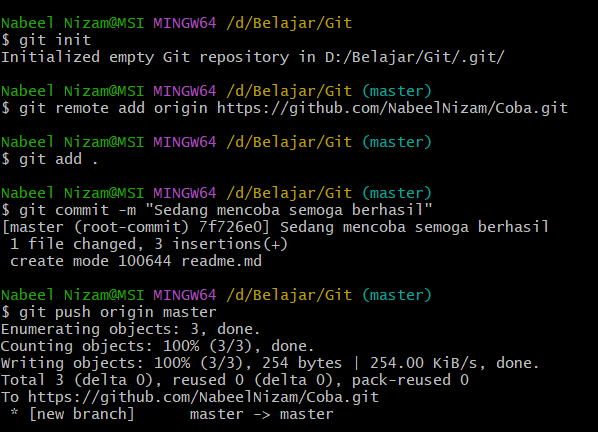 Nabeel Nizam@MSI MINGW64 /d/Belajar/Git
$ git init
Initialized empty Git repository in D:/Belajar/Git/.git/
Nabeel Nizam@MSI MINGW64 /d/Belajar/Git (master)
$ git remote add origin https://github.com/NabeelNizam/Coba.git
Nabeel Nizam@MSI MINGW64 /d/Belajar/Git (master)
$ git add .
Nabeel Nizam@MSI MINGW64 /d/Belajar/Git (master)
$ git commit -m "Sedang mencoba semoga berhasil"
[master (root-commit) 7f726e0] Sedang mencoba semoga berhasil
1 file changed, 3 insertions(+)
create mode 100644 readme.md
Nabeel Nizam@MSI MINGW64 /d/Belajar/Git (master)
$ git push origin master
Enumerating objects: 3, done.
Counting objects: 100% (3/3), done.
Writing objects: 100% (3/3), 254 bytes | 254.00 KiB/s, done.
Total 3 (delta 0), reused 0 (delta 0), pack-reused 0
To https://github.com/NabeelNizam/Coba.git
* [new branch] master -> master